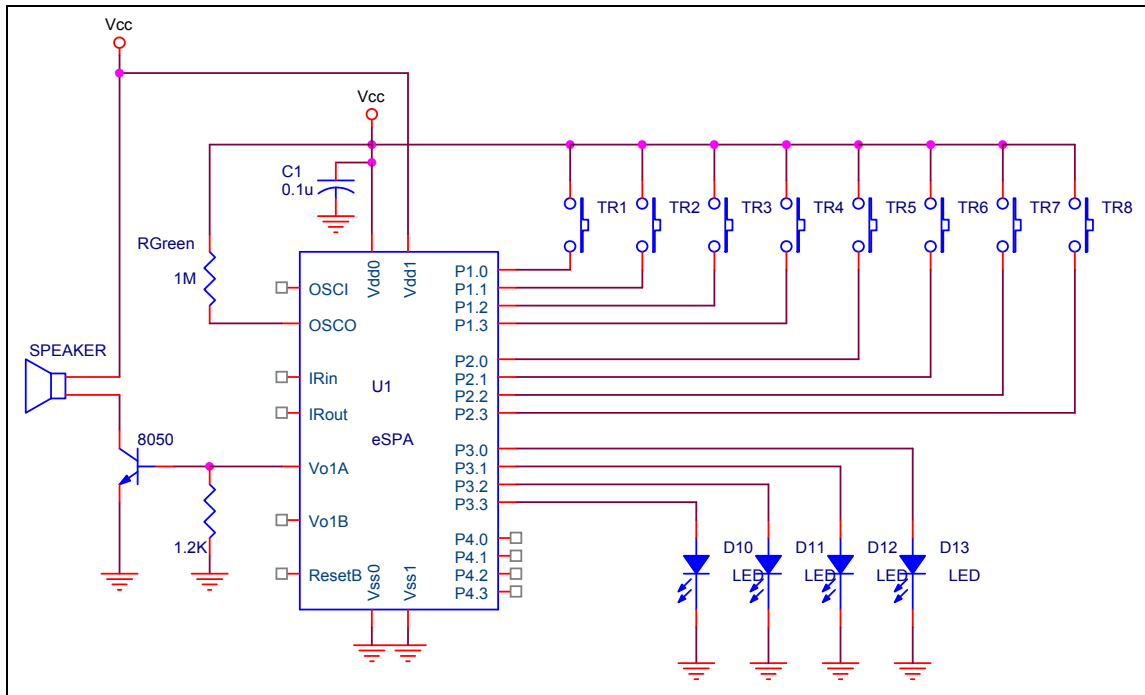 Vcc
Vcc
C1
0.1u
TR1
TR2
TR3
TR4
TR5
TR6
TR7
TR8
RGreen
1M
Vdd0
Vdd1
OSCI
OSCO
IRin
IRout
Vo1A
Vo1B
ResetB
U1
eSPA
Vss0
Vss1
P1.0
P1.1
P1.2
P1.3
P2.0
P2.1
P2.2
P2.3
P3.0
P3.1
P3.2
P3.3
P4.0
P4.1
P4.2
P4.3
SPEAKER
8050
1.2K
D10
LED
D11
LED
D12
LED
D13
LED